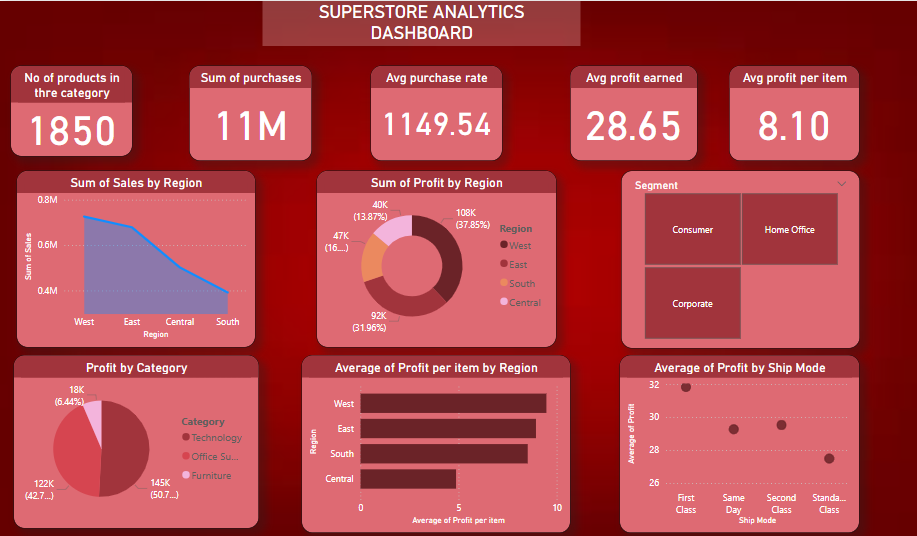 SUPERSTORE ANALYTICS
DASHBOARD
No of products in
thre category
1850
Sum of purchases
11M
Avg purchase rate
1149.54
Avg profit earned
28.65
Avg profit per item
8.10
Sum of Sales by Region
0.8M
0.6M
0.4M
Sum of Sales
West East Central South
Region
Sum of Profit by Region
40K
(13.87%)
108K
(37.85%)
47K
(16....)
92K
(31.96%)
Region
West
East
South
Central
Segment
Consumer
Home Office
Corporate
Profit by Category
18K
(6.44%)
122K
(42.7...)
145K
(50.7...)
Category
Technology
Office Su...
Furniture
Average of Profit per item by Region
Region
West
East
South
Central
0 5 10
Average of Profit per item
Average of Profit by Ship Mode
32
30
28
26
Average of Profit
First
Class
Same
Day
Second
Class
Standa...
Class
Ship Mode